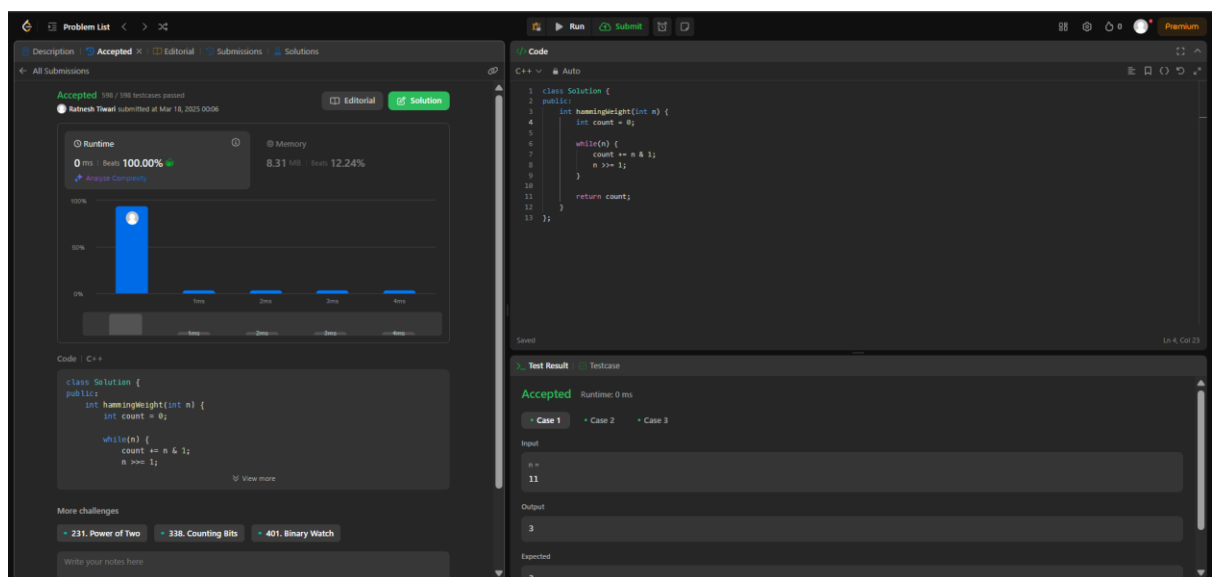 Problem List
Run
Submit
0
Premium
Description
Accepted
Editorial
Submissions
Solutions
All Submissions
Accepted 598 / 598 testcases passed
Ratnesh Tiwari submitted at Mar 18, 2025 00:06
Editorial
Solution
Runtime
0 ms Beats 100.00%
Analyze Complexity
Memory
8.31 MB Beats 12.24%
100%
50%
0%
1ms 2ms 3ms 4ms
1ms 2ms 3ms 4ms
Code C++
class Solution {
public:
int hammingWeight(int n) {
int count = 0;
while(n) {
count += n & 1;
n >>= 1;
View more
More challenges
231. Power of Two
338. Counting Bits
401. Binary Watch
Write your notes here
</> Code
C++ Auto
1 class Solution {
2 public:
3 int hammingWeight(int n) {
4 int count = 0;
5
6 while(n) {
7 count += n & 1;
8 n >>= 1;
9 }
10
11 return count;
12 }
13 };
Saved
Ln 4, Col 23
Test Result
Testcase
Accepted Runtime: 0 ms
Case 1 Case 2 Case 3
Input
n =
11
Output
3
Expected